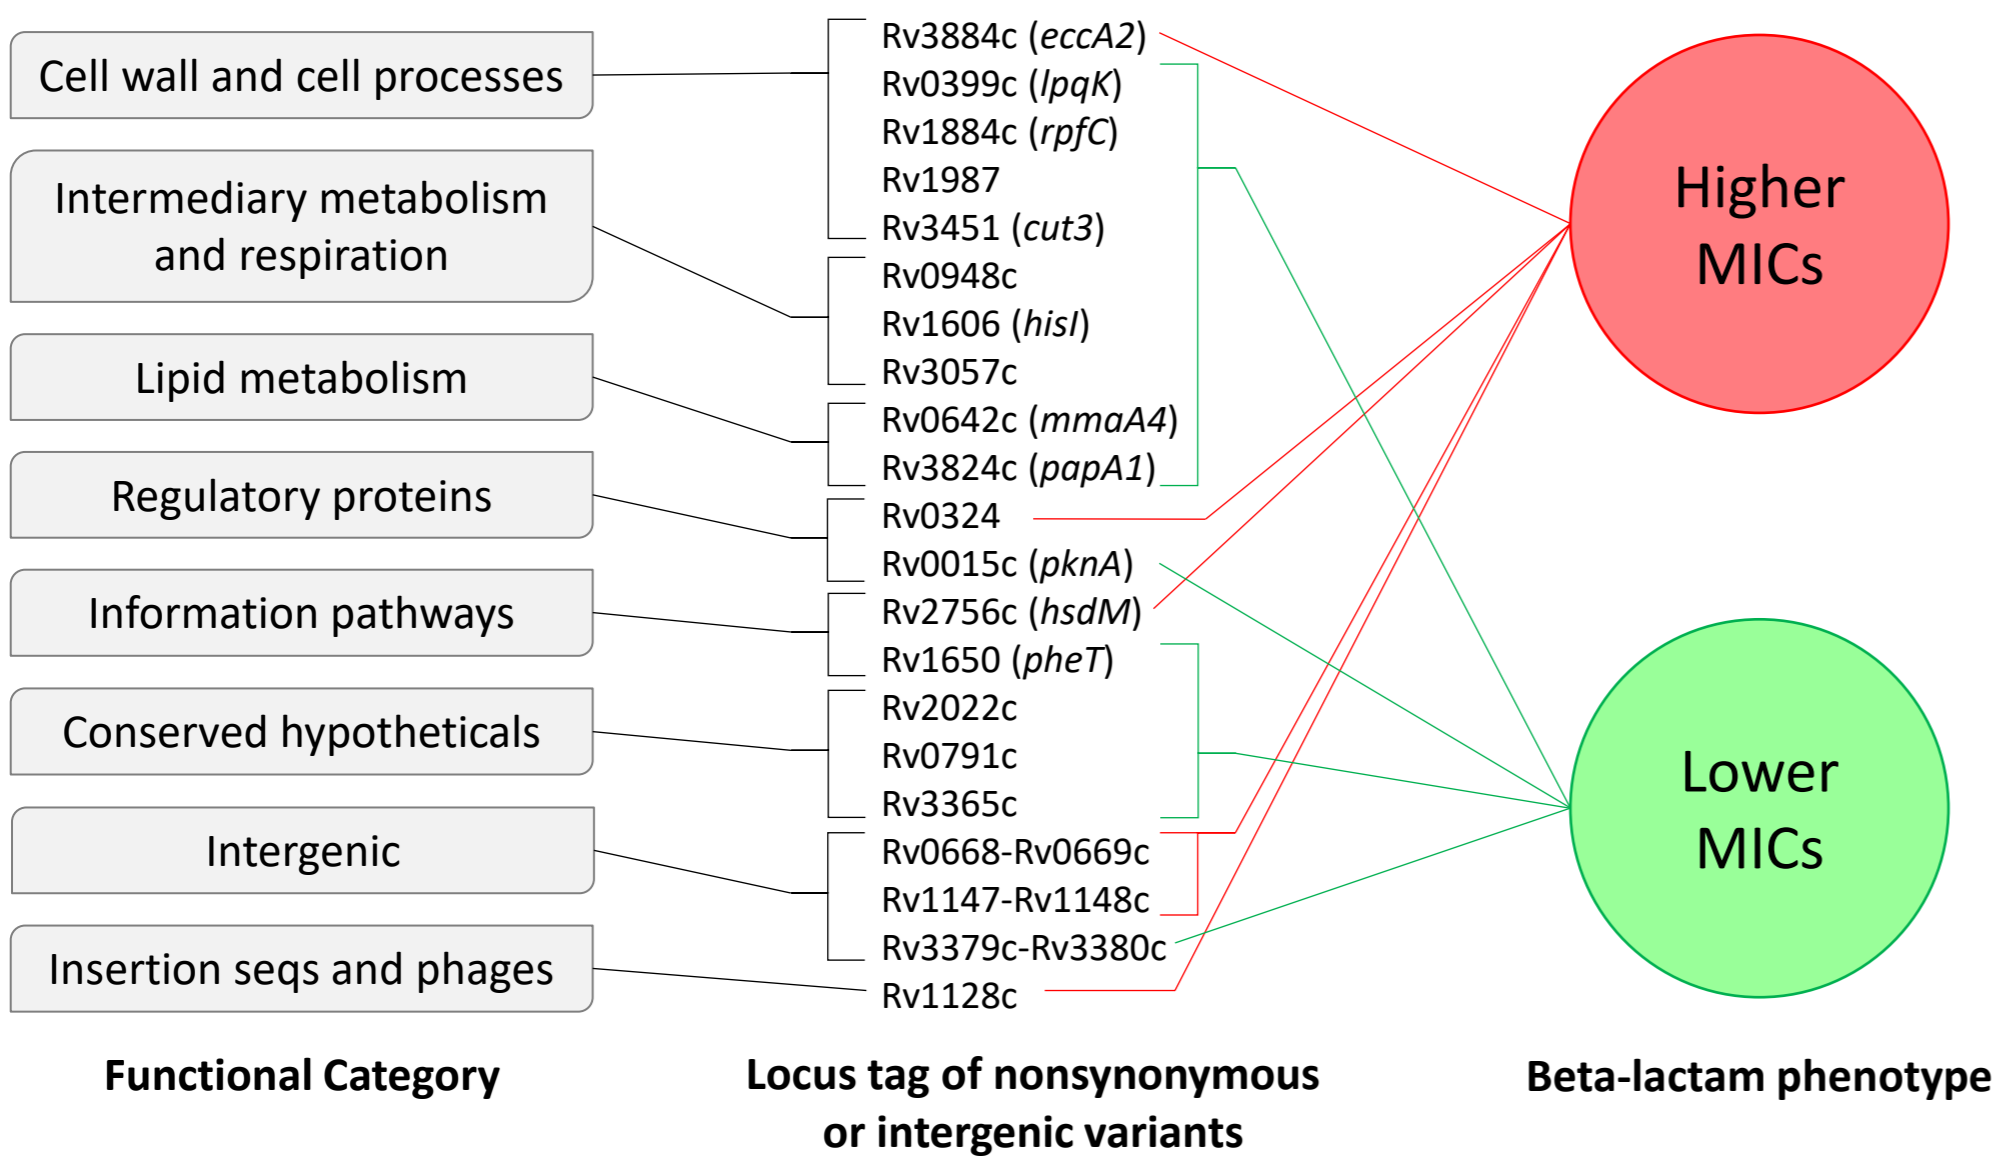 Cell wall and cell processes
Intermediary metabolism
and respiration
Lipid metabolism
Regulatory proteins
Information pathways
Conserved hypotheticals
Intergenic
Insertion seqs and phages
Functional Category
Rv3884c (eccA2)
Rv0399c (lpqK)
Rv1884c (rpfC)
Rv1987
Rv3451 (cut3)
Rv0948c
Rv1606 (hisI)
Rv3057c
Rv0642c (mmaA4)
Rv3824c (papA1)
Rv0324
Rv0015c (pknA)
Rv2756c (hsdM)
Rv1650 (pheT)
Rv2022c
Rv0791c
Rv3365c
Rv0668-Rv0669c
Rv1147-Rv1148c
Rv3379c-Rv3380c
Rv1128c
Locus tag of nonsynonymous
or intergenic variants
Higher
MICs
Lower
MICs
Beta-lactam phenotype